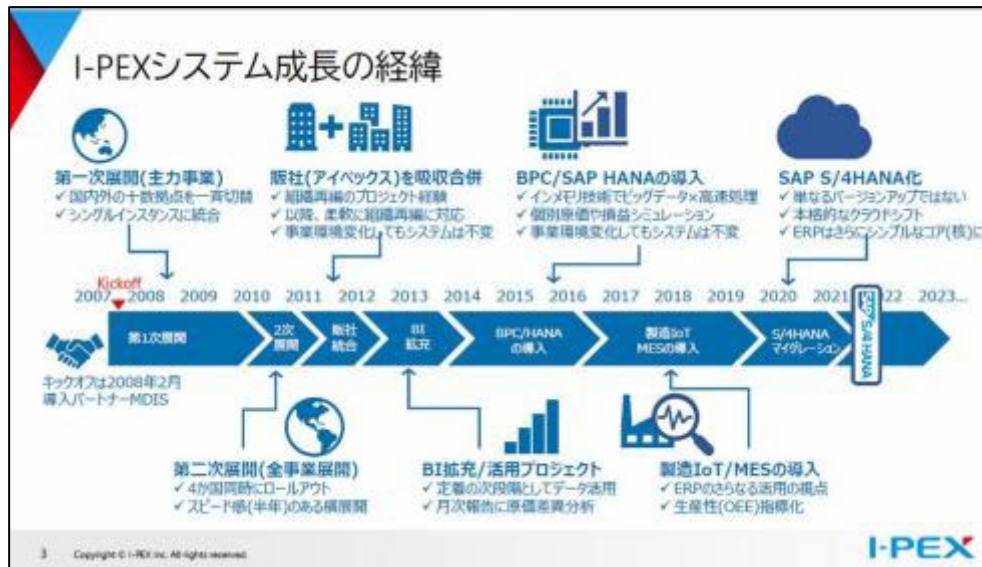 I-PEXシステム成長の経緯
第一次展開(主力事業)
✓ 国内外の十数拠点を一斉切替
✓ シングルインスタンスに統合
販社(アイペックス)を吸収合併
✓ 組織再編のプロジェクト経験
✓ 以降、柔軟に組織再編に対応
✓ 事業環境変化してもシステムは不変
BPC/SAP HANAの導入
✓ インメモリ技術でビッグデータ×高速処理
✓ 個別原価や損益シミュレーション
✓ 事業環境変化してもシステムは不変
SAP S/4HANA化
✓ 単なるバージョンアップではない
✓ 本格的なクラウドシフト
✓ ERPはさらにシンプルなコア(核)に
Kickoff
2007 2008 2009 2010 2011 2012 2013 2014 2015 2016 2017 2018 2019 2020 2021 2022 2023...
第1次展開
2次
展開
販社
統合
BI
拡充
BPC/HANA
の導入
製造IoT
MESの導入
S/4HANA
マイグレーション
SAP S/4HANA
キックオフは2008年2月
導入パートナーMDIS
第二次展開(全事業展開)
✓ 4か国同時にロールアウト
✓ スピード感(半年)のある横展開
BI拡充/活用プロジェクト
✓ 定着の次段階としてデータ活用
✓ 月次報告に原価差異分析
製造IoT/MESの導入
✓ ERPのさらなる活用の視点
✓ 生産性(OEE)指標化
3 Copyright © I-PEX Inc. All rights reserved.
I-PEX